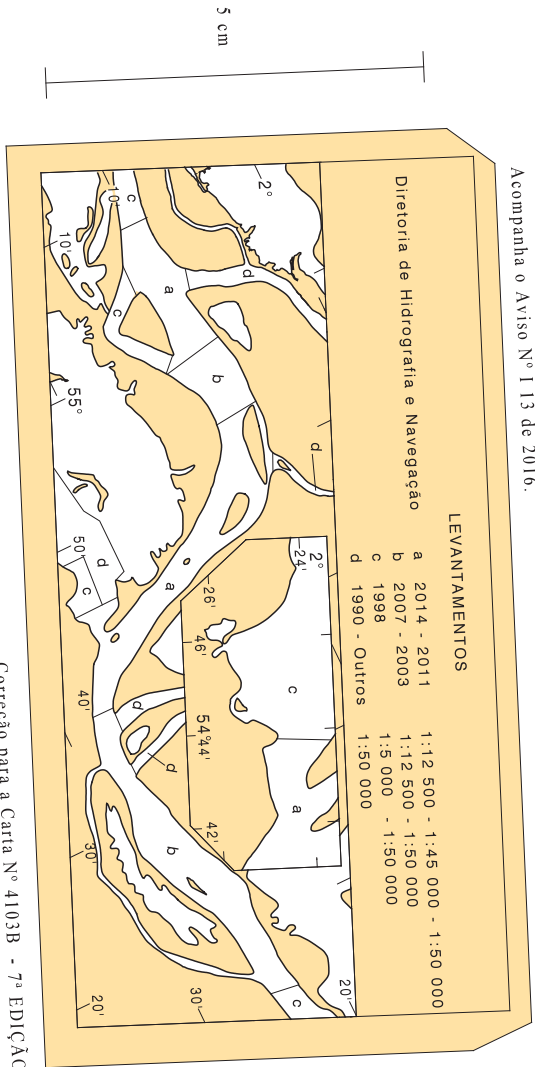 Acompanha o Aviso Nº I 13 de 2016.
5 cm
LEVANTAMENTOS
Diretoria de Hidrografia e Navegação
a 2014 - 2011 1:12 500 - 1:45 000 - 1:50 000
b 2007 - 2003 1:12 500 - 1:50 000
c 1998 1:5 000 - 1:50 000
d 1990 - Outros 1:50 000
2°
d
d
2°
24'
c
a
20'
10'
c
a
b
26'
46'
54°44'
42'
30'
10'
c
a
d
d
b
c
55°
50'
d
c
40'
30'
20'
Correção para a Carta Nº 4103B - 7ª EDIÇÃO